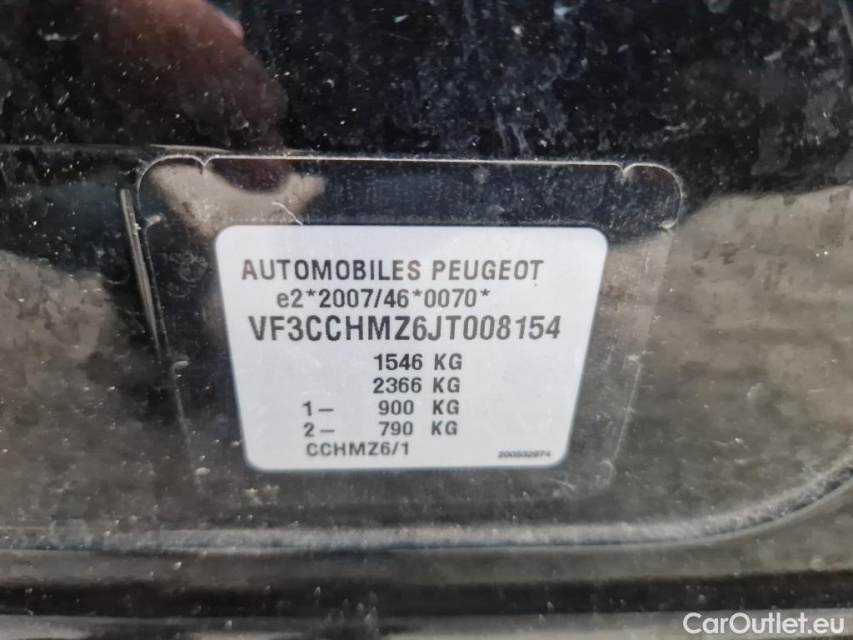 AUTOMOBILES PEUGEOT
e2*2007/46*0070*
VF3CCHMZ6JT008154
1546 KG
2366 KG
1– 900 KG
2– 790 KG
CCHMZ6/1 200532974
CarOutlet.eu